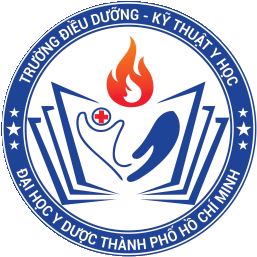 TRƯỜNG ĐIỀU DƯỠNG - KỸ THUẬT Y HỌC
ĐẠI HỌC Y DƯỢC THÀNH PHỐ HỒ CHÍ MINH